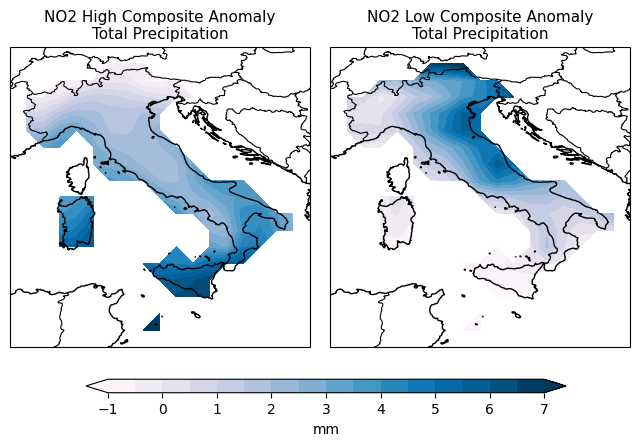 NO2 High Composite Anomaly
Total Precipitation
NO2 Low Composite Anomaly
Total Precipitation
−1 0 1 2 3 4 5 6 7
mm